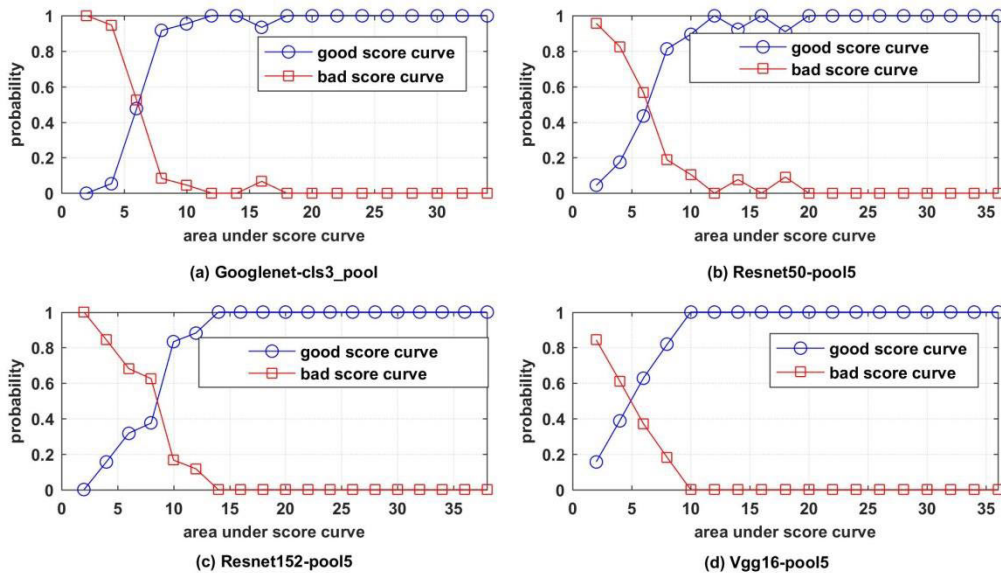 1
0.8
0.6
0.4
0.2
0
probability
good score curve
bad score curve
0 5 10 15 20 25 30
area under score curve
(a) Googlenet-cls3_pool
1
0.8
0.6
0.4
0.2
0
probability
good score curve
bad score curve
0 5 10 15 20 25 30 35
area under score curve
(b) Resnet50-pool5
1
0.8
0.6
0.4
0.2
0
probability
good score curve
bad score curve
0 5 10 15 20 25 30 35
area under score curve
(c) Resnet152-pool5
1
0.8
0.6
0.4
0.2
0
probability
good score curve
bad score curve
0 5 10 15 20 25 30 35
area under score curve
(d) Vgg16-pool5